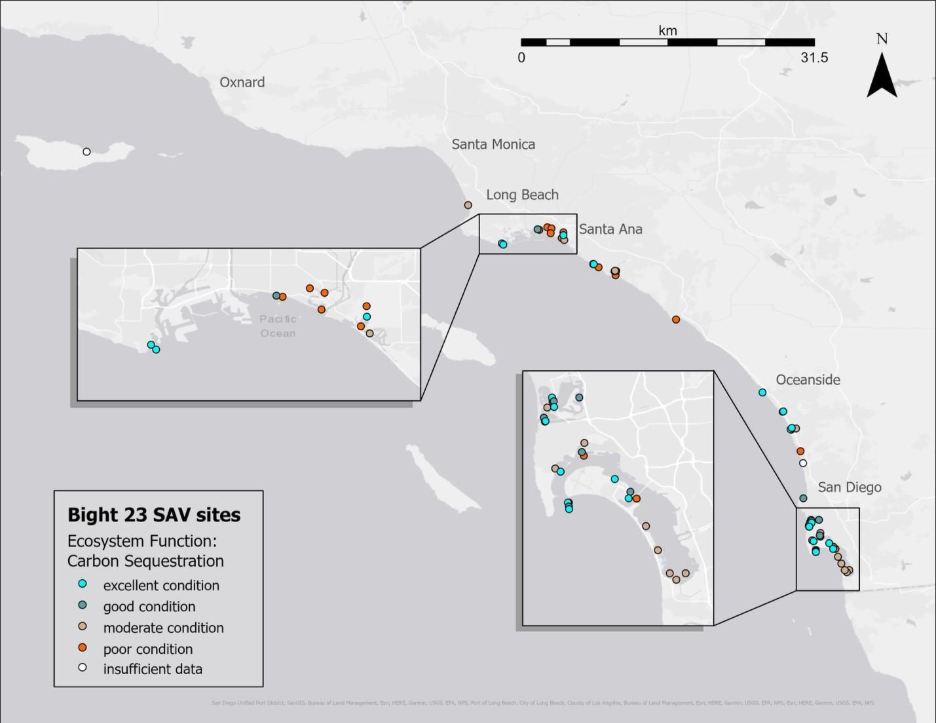 km
0
31.5
N
Oxnard
Santa Monica
Long Beach
Santa Ana
Pacific
Ocean
Oceanside
San Diego
Bight 23 SAV sites
Ecosystem Function:
Carbon Sequestration
excellent condition
good condition
moderate condition
poor condition
insufficient data